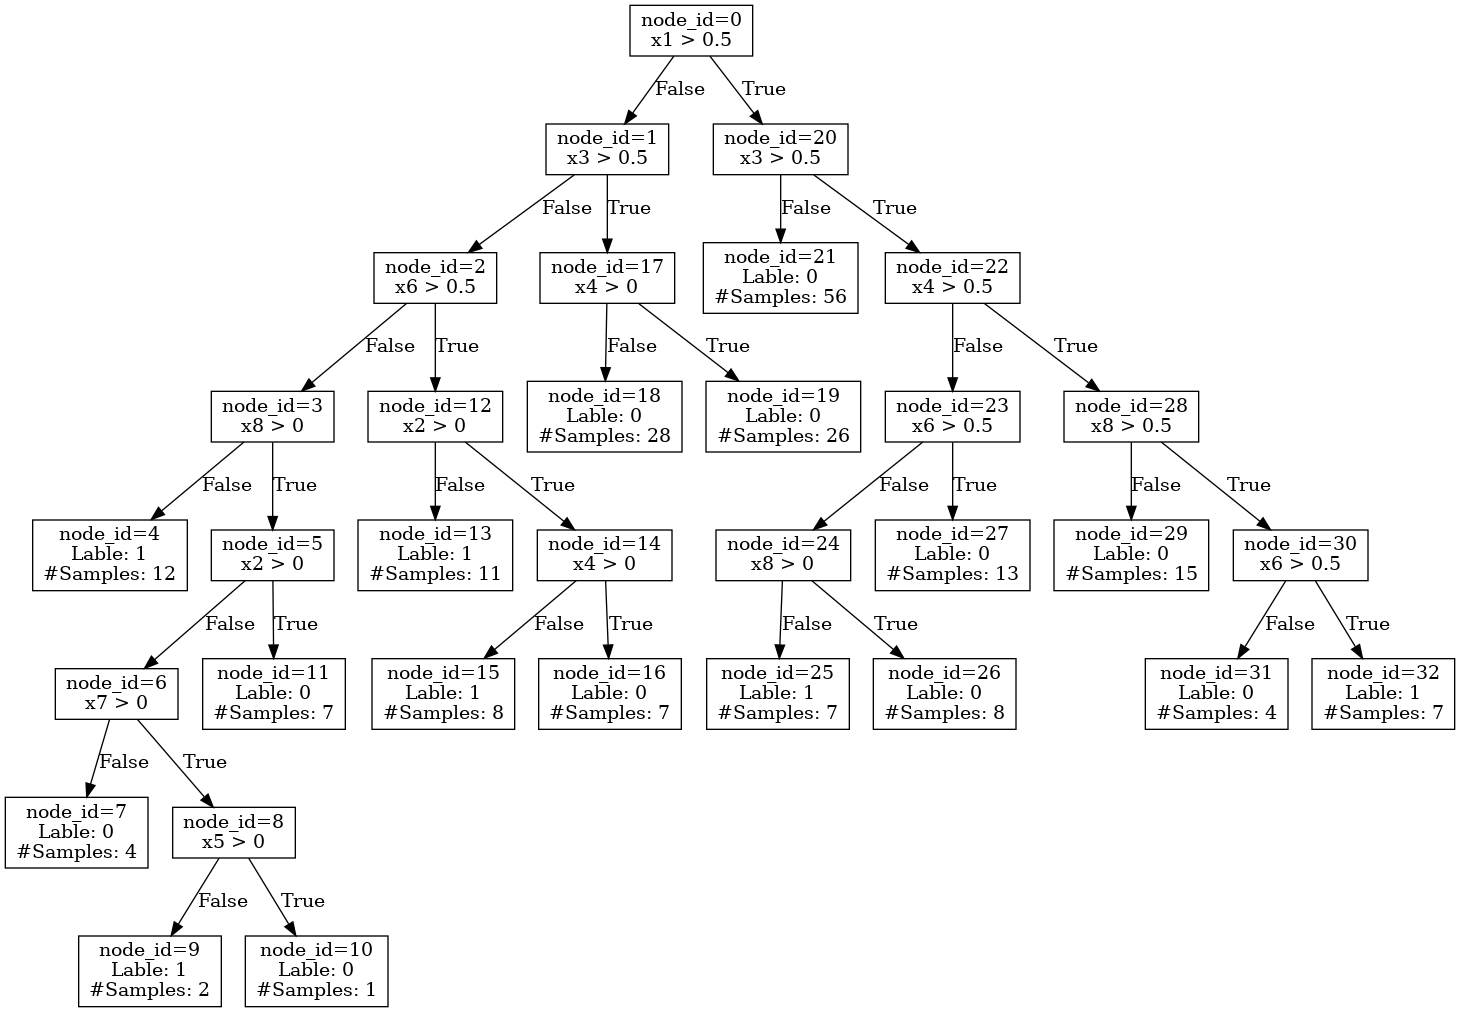 node_id=0
x1 > 0.5
False
True
node_id=1
x3 > 0.5
node_id=20
x3 > 0.5
False
True
False
True
node_id=2
x6 > 0.5
node_id=17
x4 > 0
node_id=21
Lable: 0
#Samples: 56
node_id=22
x4 > 0.5
False
True
False
True
False
True
node_id=3
x8 > 0
node_id=12
x2 > 0
node_id=18
Lable: 0
#Samples: 28
node_id=19
Lable: 0
#Samples: 26
node_id=23
x6 > 0.5
node_id=28
x8 > 0.5
False
True
False
True
False
True
False
True
node_id=4
Lable: 1
#Samples: 12
node_id=5
x2 > 0
node_id=13
Lable: 1
#Samples: 11
node_id=14
x4 > 0
node_id=24
x8 > 0
node_id=27
Lable: 0
#Samples: 13
node_id=29
Lable: 0
#Samples: 15
node_id=30
x6 > 0.5
False
True
False
True
False
True
False
True
node_id=6
x7 > 0
node_id=11
Lable: 0
#Samples: 7
node_id=15
Lable: 1
#Samples: 8
node_id=16
Lable: 0
#Samples: 7
node_id=25
Lable: 1
#Samples: 7
node_id=26
Lable: 0
#Samples: 8
node_id=31
Lable: 0
#Samples: 4
node_id=32
Lable: 1
#Samples: 7
False
True
node_id=7
Lable: 0
#Samples: 4
node_id=8
x5 > 0
False
True
node_id=9
Lable: 1
#Samples: 2
node_id=10
Lable: 0
#Samples: 1